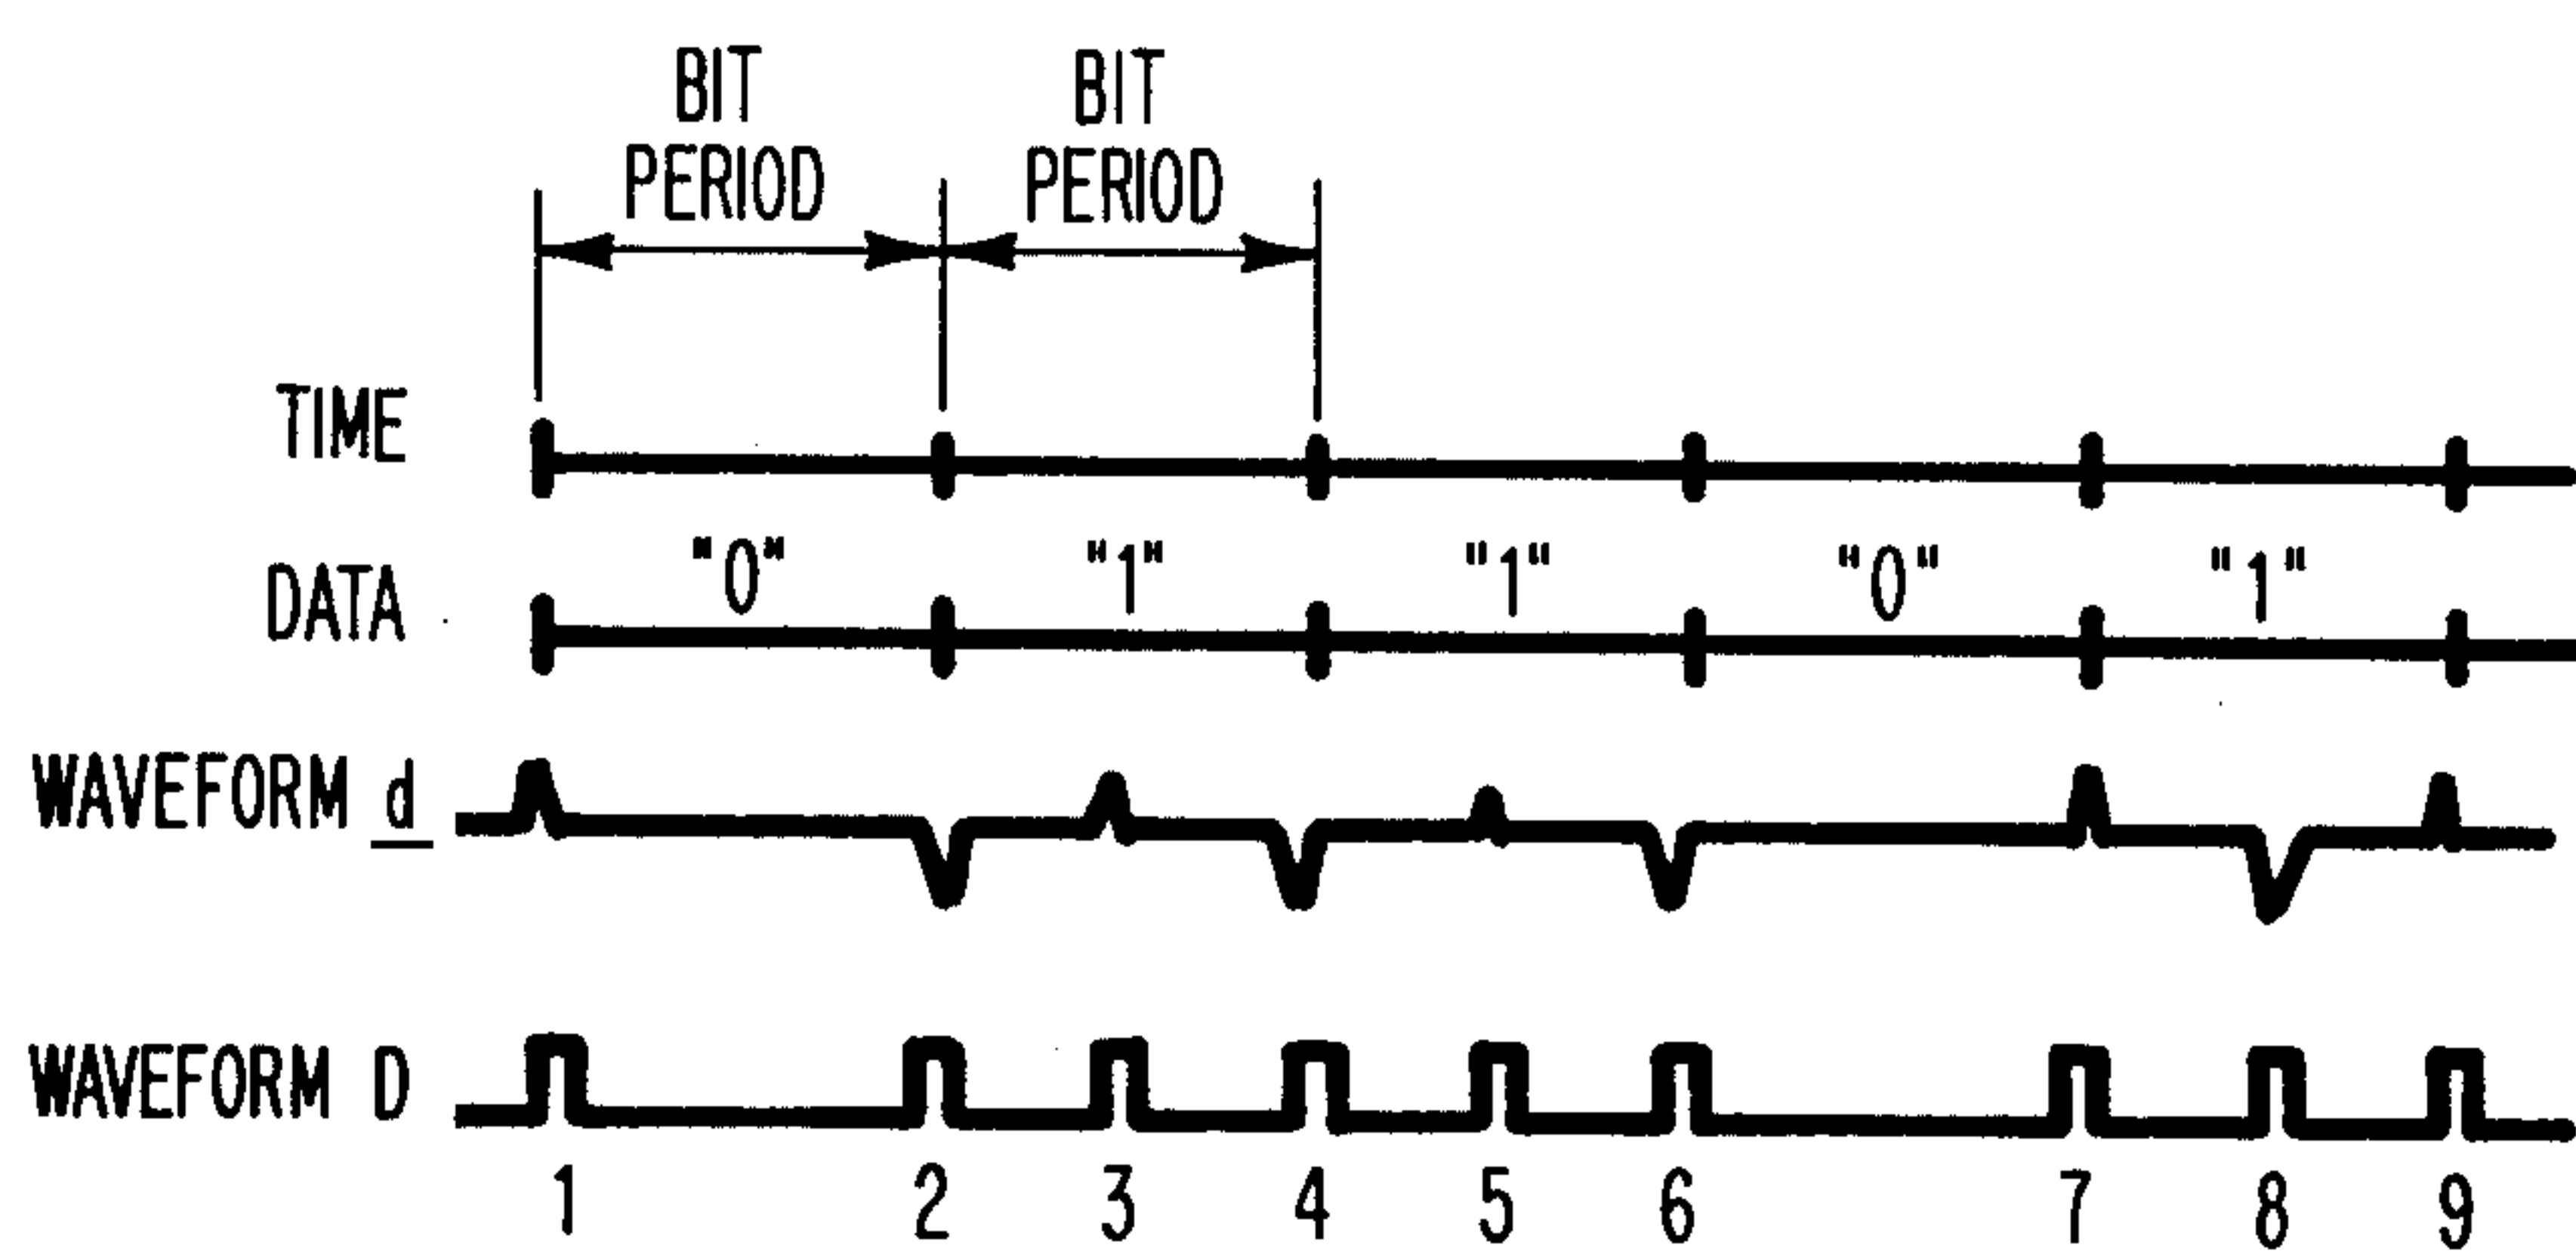 BIT
PERIOD
BIT
PERIOD
TIME
DATA "0" "1" "1" "0" "1"
WAVEFORM d
WAVEFORM D
1 2 3 4 5 6 7 8 9